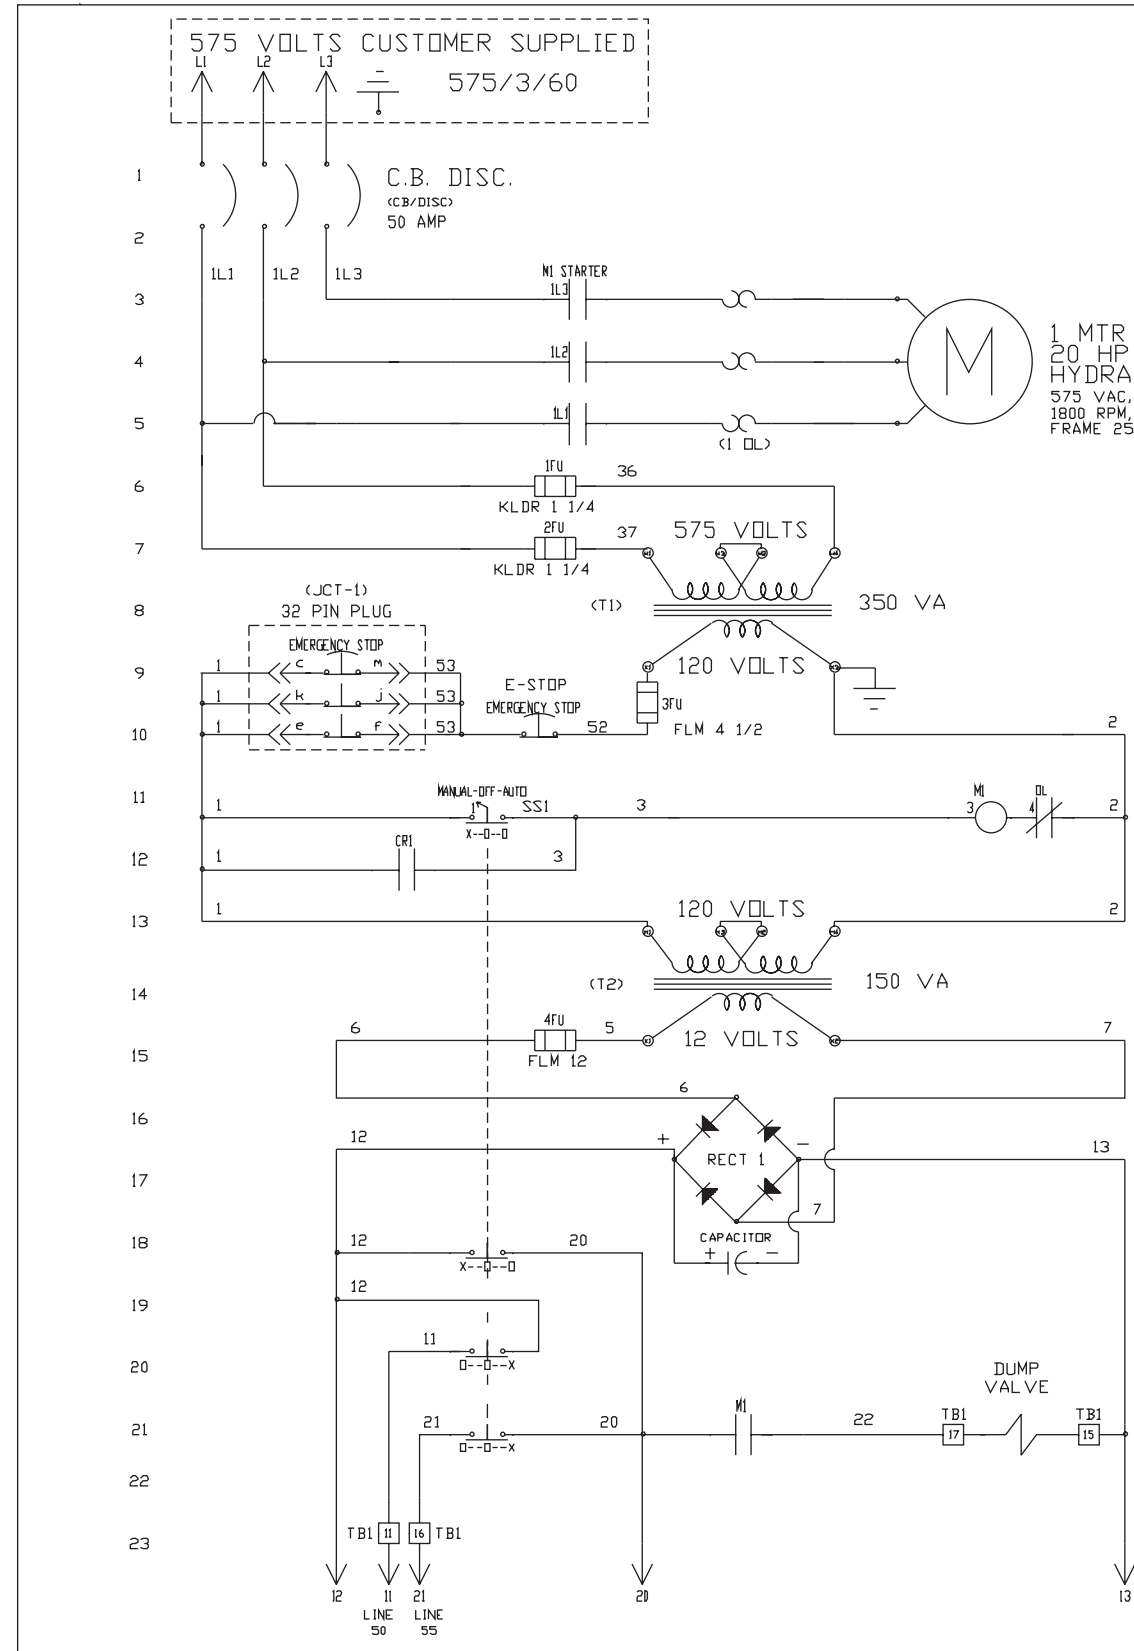 575 VOLTS CUSTOMER SUPPLIED
L1 L2 L3
575/3/60
1
C.B. DISC.
(CB/DISC)
50 AMP
2
1L1 1L2 1L3
M1 STARTER
3
1L3
4
1L2
1 MTR
20 HP
HYDRA
575 VAC,
1800 RPM,
FRAME 25
M
5
1L1
(1 OL)
6
1FU
36
KLDR 1 1/4
7
2FU
37
575 VOLTS
KLDR 1 1/4
(JCT-1)
32 PIN PLUG
8
(T1)
350 VA
EMERGENCY STOP
9
1 c m 53
120 VOLTS
X1
E-STOP
EMERGENCY STOP
1 k j 53
3FU
FLM 4 1/2
10
1 e f 53
52
2
11
MANUAL-OFF-AUTO
1 1 SS1 3
X--O--O
M1
3
OL
4
2
12
CR1
1 3
13
1
120 VOLTS
2
14
(T2)
150 VA
15
6
4FU
5
X1
12 VOLTS
7
FLM 12
16
6
12
+
RECT 1
-
13
17
7
18
CAPACITOR
+ -
12 20
X--O--O
19
12
20
11
O--O--X
DUMP
VALVE
21
21 20
O--O--X
M1
22
TB1
17
TB1
15
22
23
TB1 11 16 TB1
12 11 21 20 13
LINE
50
LINE
55